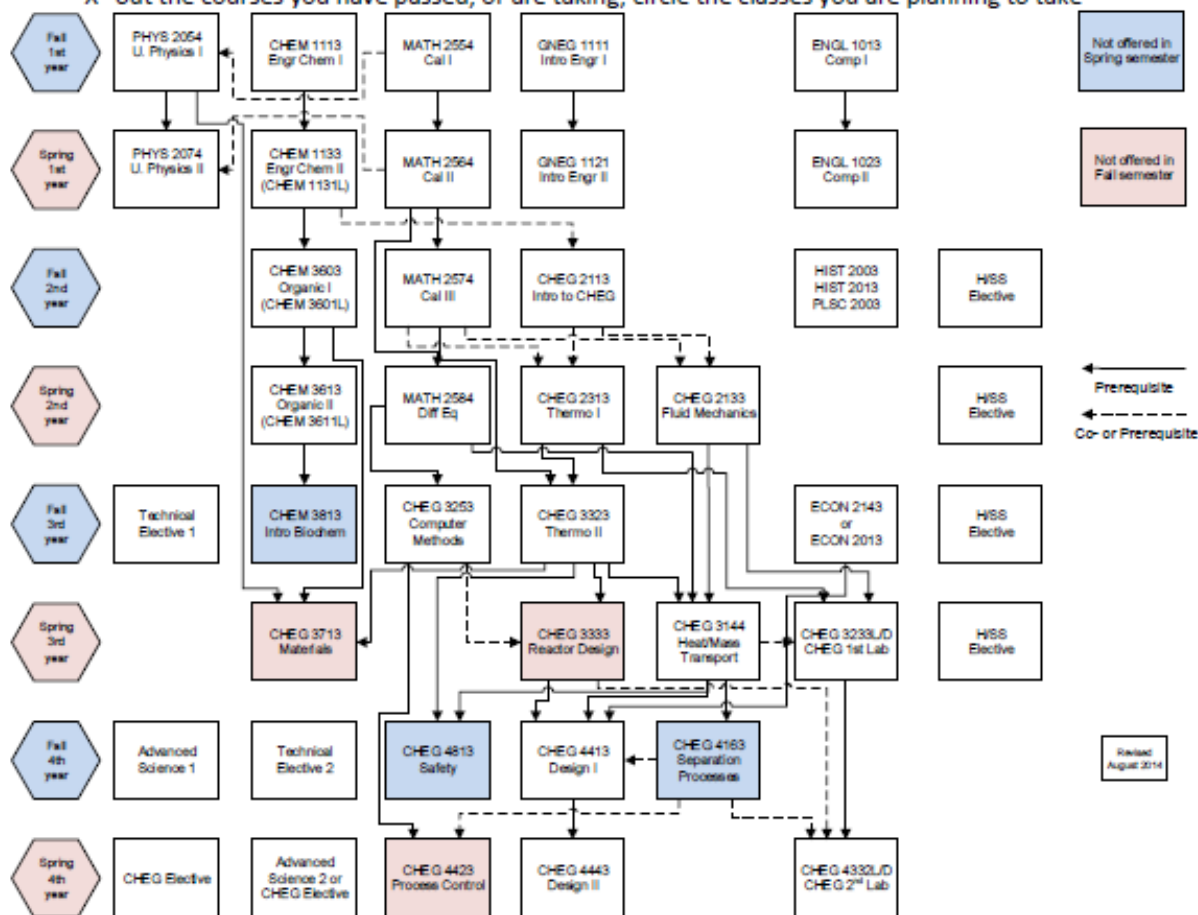 X out the courses you have passed, or are taking, circle the classes you are planning to take
Fall
1st
year
PHYS 2054
U. Physics I
CHEM 1113
Engr Chem I
MATH 2554
Cal I
GNEG 1111
Intro Engr I
ENGL 1013
Comp I
Not offered in
Spring semester
Spring
1st
year
PHYS 2074
U. Physics II
CHEM 1133
Engr Chem II
(CHEM 1131L)
MATH 2564
Cal II
GNEG 1121
Intro Engr II
ENGL 1023
Comp II
Not offered in
Fall semester
Fall
2nd
year
CHEM 3603
Organic I
(CHEM 3601L)
MATH 2574
Cal III
CHEG 2113
Intro to CHEG
HIST 2003
HIST 2013
PLSC 2003
H/SS
Elective
Spring
2nd
year
CHEM 3613
Organic II
(CHEM 3611L)
MATH 2584
Diff Eq
CHEG 2313
Thermo I
CHEG 2133
Fluid Mechanics
H/SS
Elective
Prerequisite
Co- or Prerequisite
Fall
3rd
year
Technical
Elective 1
CHEM 3813
Intro Biochem
CHEG 3253
Computer
Methods
CHEG 3323
Thermo II
ECON 2143
or
ECON 2013
H/SS
Elective
Spring
3rd
year
CHEG 3713
Materials
CHEG 3333
Reactor Design
CHEG 3144
Heat/Mass
Transport
CHEG 3233L/D
CHEG 1st Lab
H/SS
Elective
Fall
4th
year
Advanced
Science 1
Technical
Elective 2
CHEG 4813
Safety
CHEG 4413
Design I
CHEG 4163
Separation
Processes
Revised
August 2014
Spring
4th
year
CHEG Elective
Advanced
Science 2 or
CHEG Elective
CHEG 4423
Process Control
CHEG 4443
Design II
CHEG 4332L/D
CHEG 2nd Lab